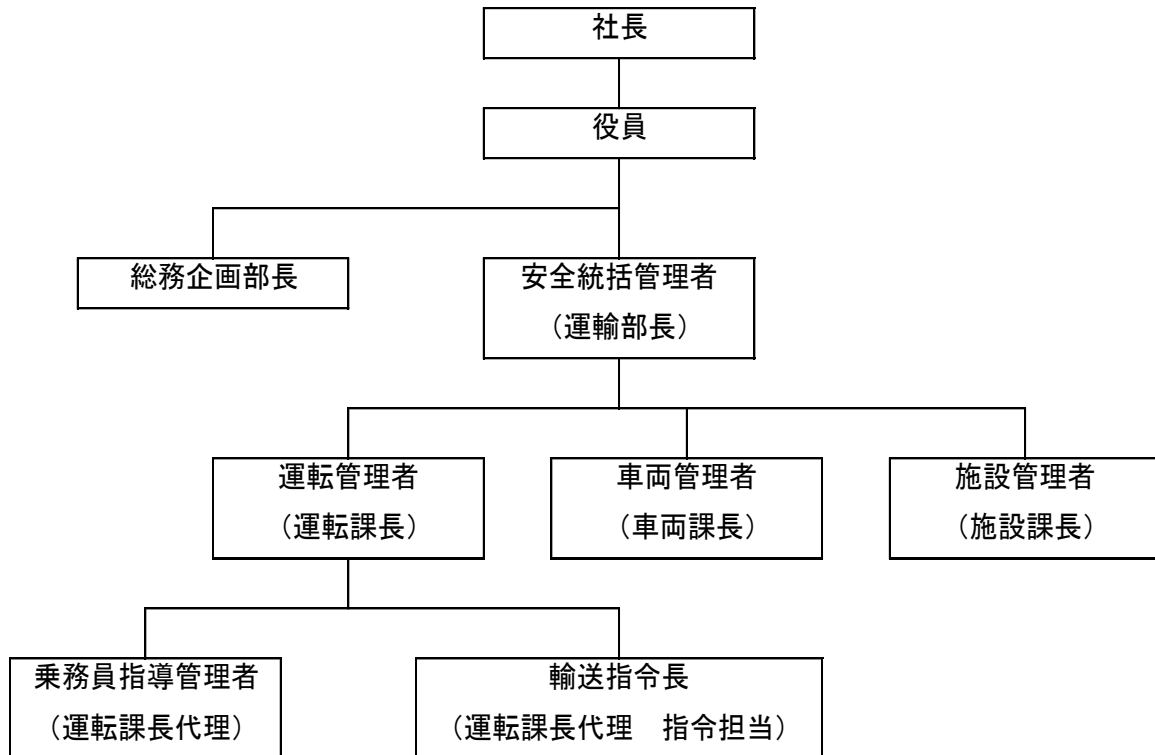 社長
役員
総務企画部長
安全統括管理者
（運輸部長）
運転管理者
（運転課長）
車両管理者
（車両課長）
施設管理者
（施設課長）
乗務員指導管理者
（運転課長代理）
輸送指令長
（運転課長代理　指令担当）